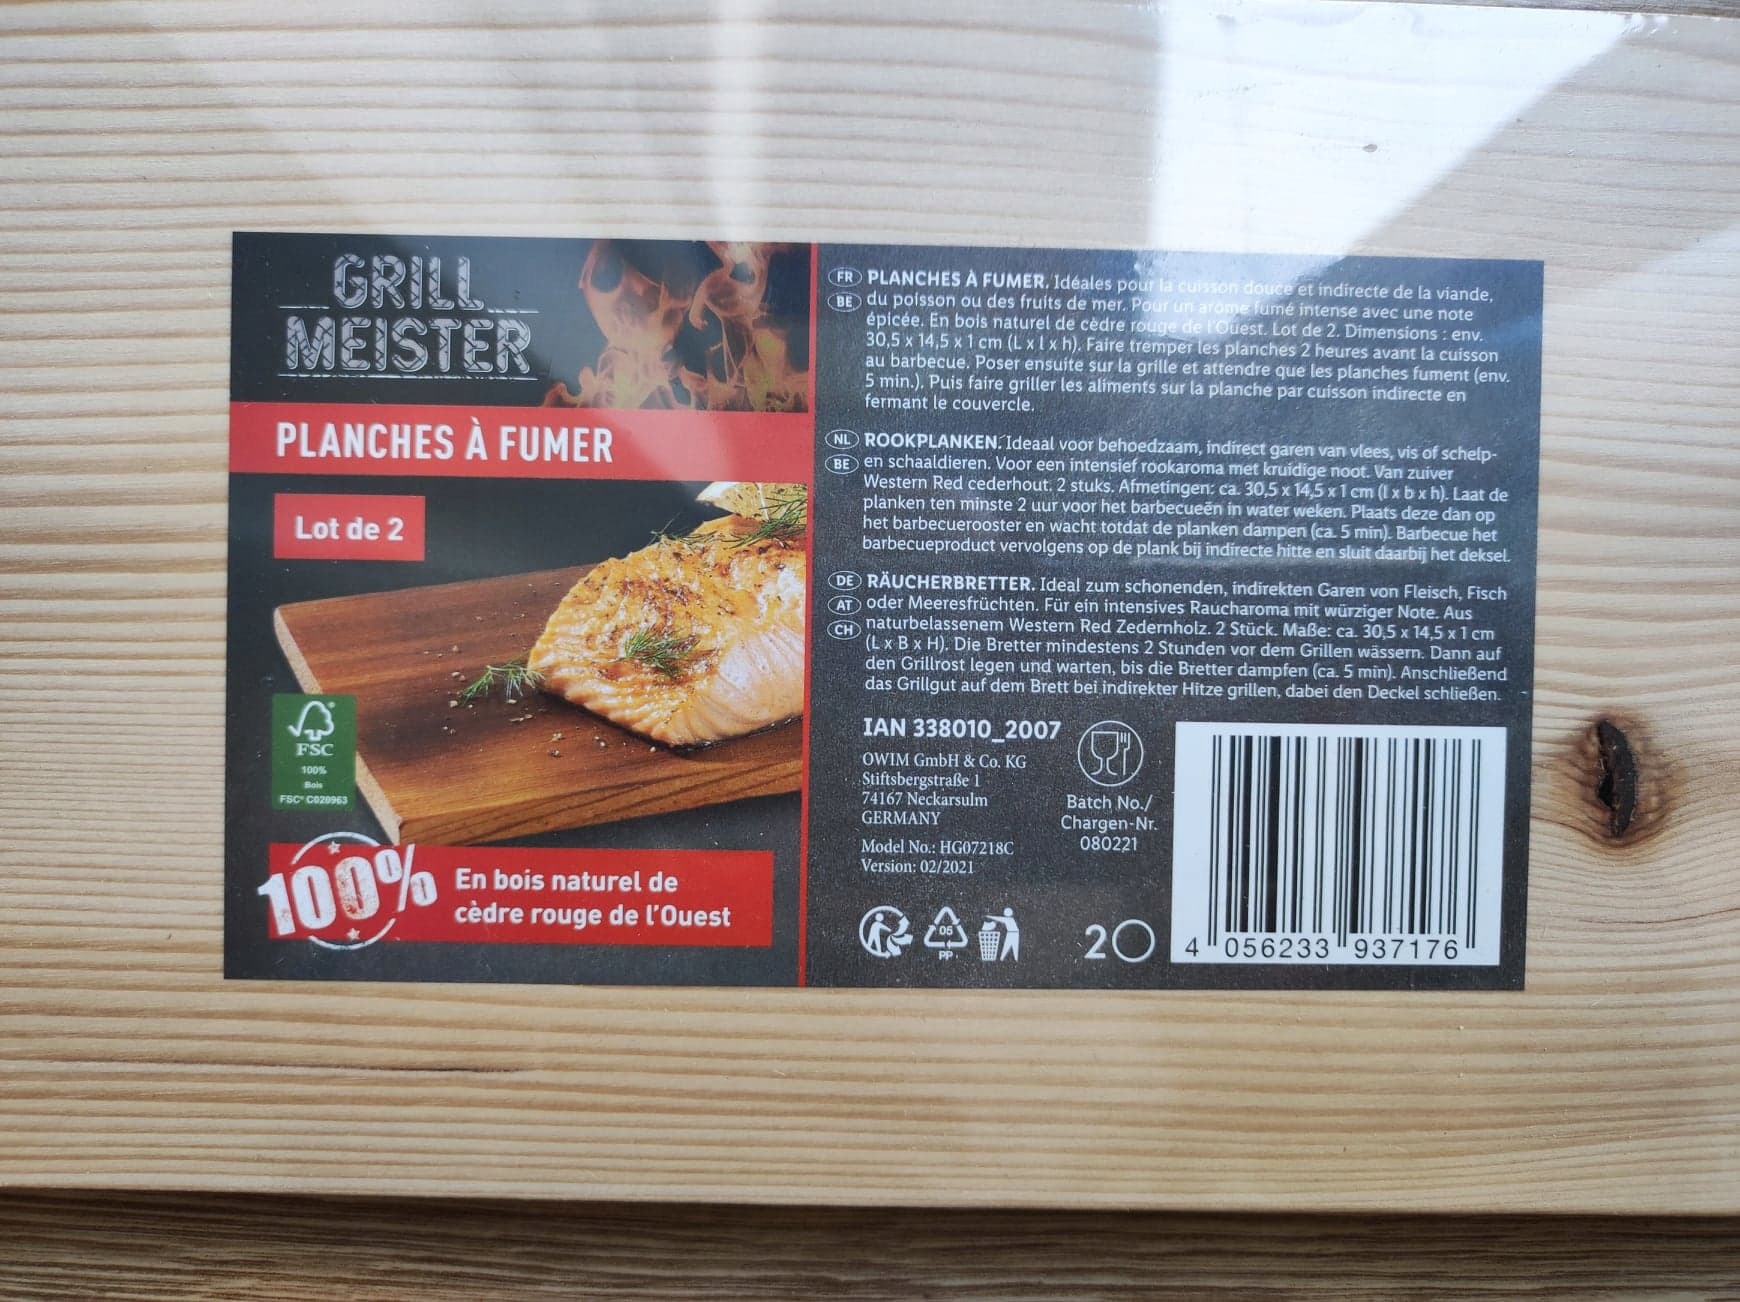 GRILL
MEISTER
PLANCHES À FUMER
Lot de 2
FSC
100%
Bois
FSC® C020963
100%
En bois naturel de
cèdre rouge de l'Ouest
FR PLANCHES À FUMER. Idéales pour la cuisson douce et indirecte de la viande,
BE du poisson ou des fruits de mer. Pour un arôme fumé intense avec une note
épicée. En bois naturel de cèdre rouge de l'Ouest. Lot de 2. Dimensions : env.
30,5 x 14,5 x 1 cm (L x l x h). Faire tremper les planches 2 heures avant la cuisson
au barbecue. Poser ensuite sur la grille et attendre que les planches fument (env.
5 min.). Puis faire griller les aliments sur la planche par cuisson indirecte en
fermant le couvercle.
NL ROOKPLANKEN. Ideaal voor behoedzaam, indirect garen van vlees, vis of schelp-
BE en schaaldieren. Voor een intensief rookaroma met kruidige noot. Van zuiver
Western Red cederhout. 2 stuks. Afmetingen: ca. 30,5 x 14,5 x 1 cm (l x b x h). Laat de
planken ten minste 2 uur voor het barbecueën in water weken. Plaats deze dan op
het barbecuerooster en wacht totdat de planken dampen (ca. 5 min). Barbecue het
barbecueproduct vervolgens op de plank bij indirecte hitte en sluit daarbij het deksel.
DE RÄUCHERBRETTER. Ideal zum schonenden, indirekten Garen von Fleisch, Fisch
AT oder Meeresfrüchten. Für ein intensives Raucharoma mit würziger Note. Aus
CH naturbelassenem Western Red Zedernholz. 2 Stück. Maße: ca. 30,5 x 14,5 x 1 cm
(L x B x H). Die Bretter mindestens 2 Stunden vor dem Grillen wässern. Dann auf
den Grillrost legen und warten, bis die Bretter dampfen (ca. 5 min). Anschließend
das Grillgut auf dem Brett bei indirekter Hitze grillen, dabei den Deckel schließen.
IAN 338010_2007
OWIM GmbH & Co. KG
Stiftsbergstraße 1
74167 Neckarsulm
GERMANY
Model No.: HG07218C
Version: 02/2021
Batch No./
Chargen-Nr.
080221
05
PP
2
4 056233 937176